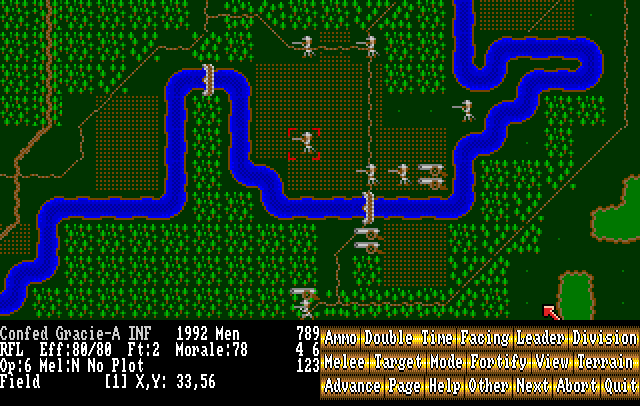 Confed Gracie-A INF 1992 Men 789
RFL Eff:80/80 Ft:2 Morale:78 4 6
Op:6 Mel:N No Plot 123
Field [1] X,Y: 33,56
Ammo Double Time Facing Leader Division
Melee Target Mode Fortify View Terrain
Advance Page Help Other Next Abort Quit